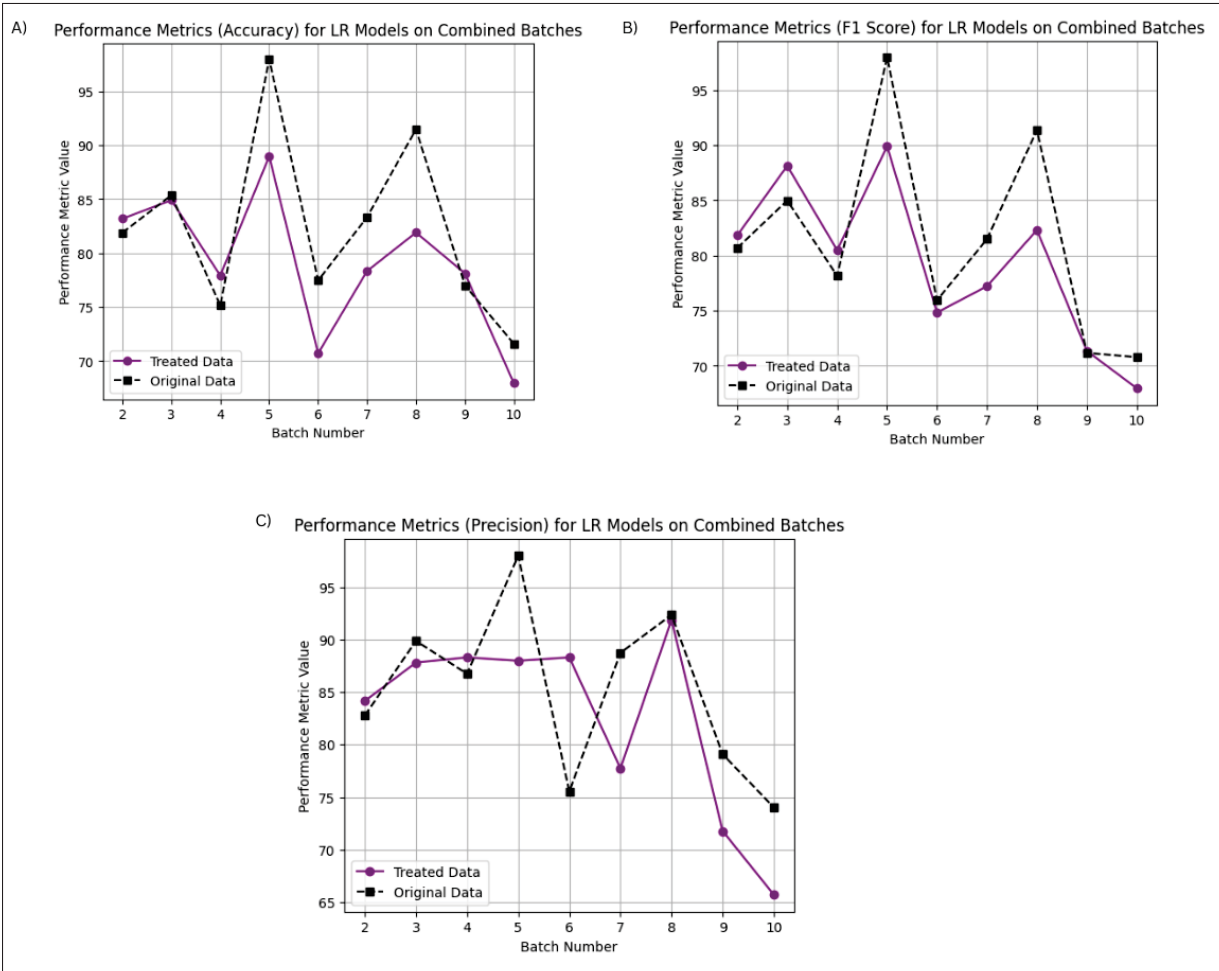 A)
Performance Metrics (Accuracy) for LR Models on Combined Batches
Performance Metric Value
95
90
85
80
75
70
Treated Data
Original Data
2 3 4 5 6 7 8 9 10
Batch Number
B)
Performance Metrics (F1 Score) for LR Models on Combined Batches
Performance Metric Value
95
90
85
80
75
70
Treated Data
Original Data
2 3 4 5 6 7 8 9 10
Batch Number
C)
Performance Metrics (Precision) for LR Models on Combined Batches
Performance Metric Value
95
90
85
80
75
70
65
Treated Data
Original Data
2 3 4 5 6 7 8 9 10
Batch Number